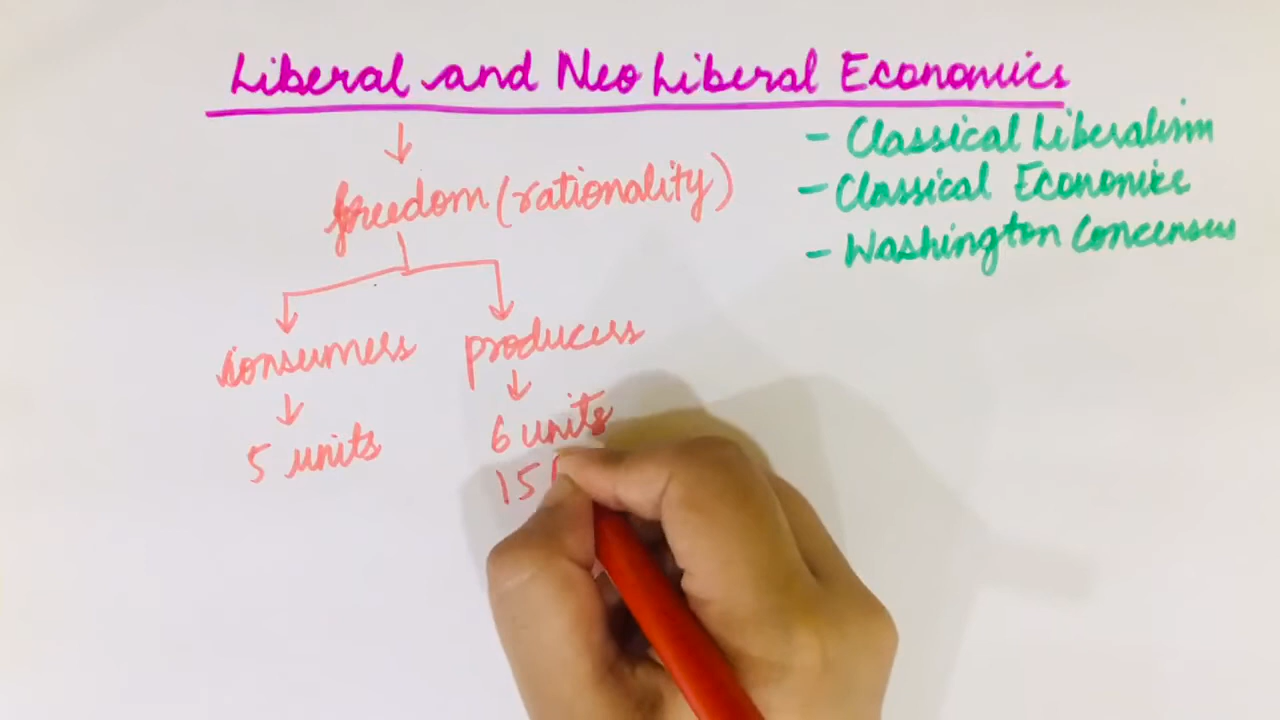 Liberal and Neo Liberal Economics
- Classical Liberalism
- Classical Economics
- Washington Concensus
freedom (rationality)
consumers
producers
5 units
6 units
15